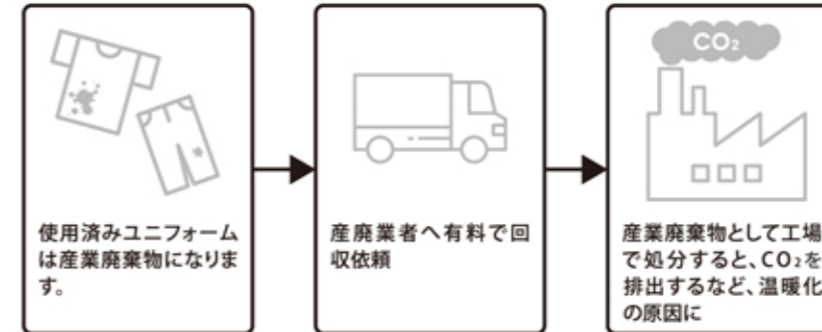 使用済みユニフォーム
は産業廃棄物になりま
す。
産廃業者へ有料で回
収依頼
CO₂
産業廃棄物として工場
で処分すると、CO₂を
排出するなど、温暖化
の原因に